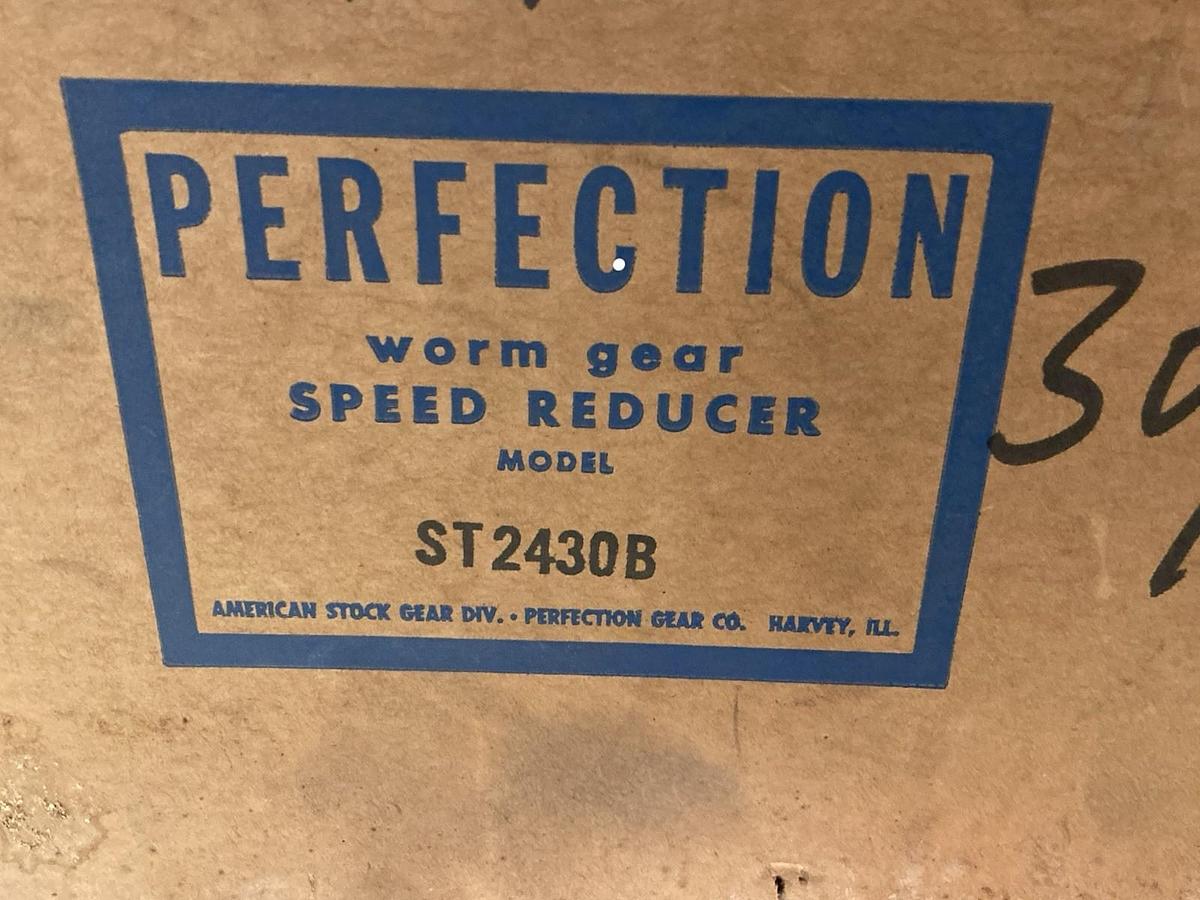 PERFECTION
worm gear
SPEED REDUCER
MODEL
ST2430B
AMERICAN STOCK GEAR DIV. • PERFECTION GEAR CO. HARVEY, ILL.